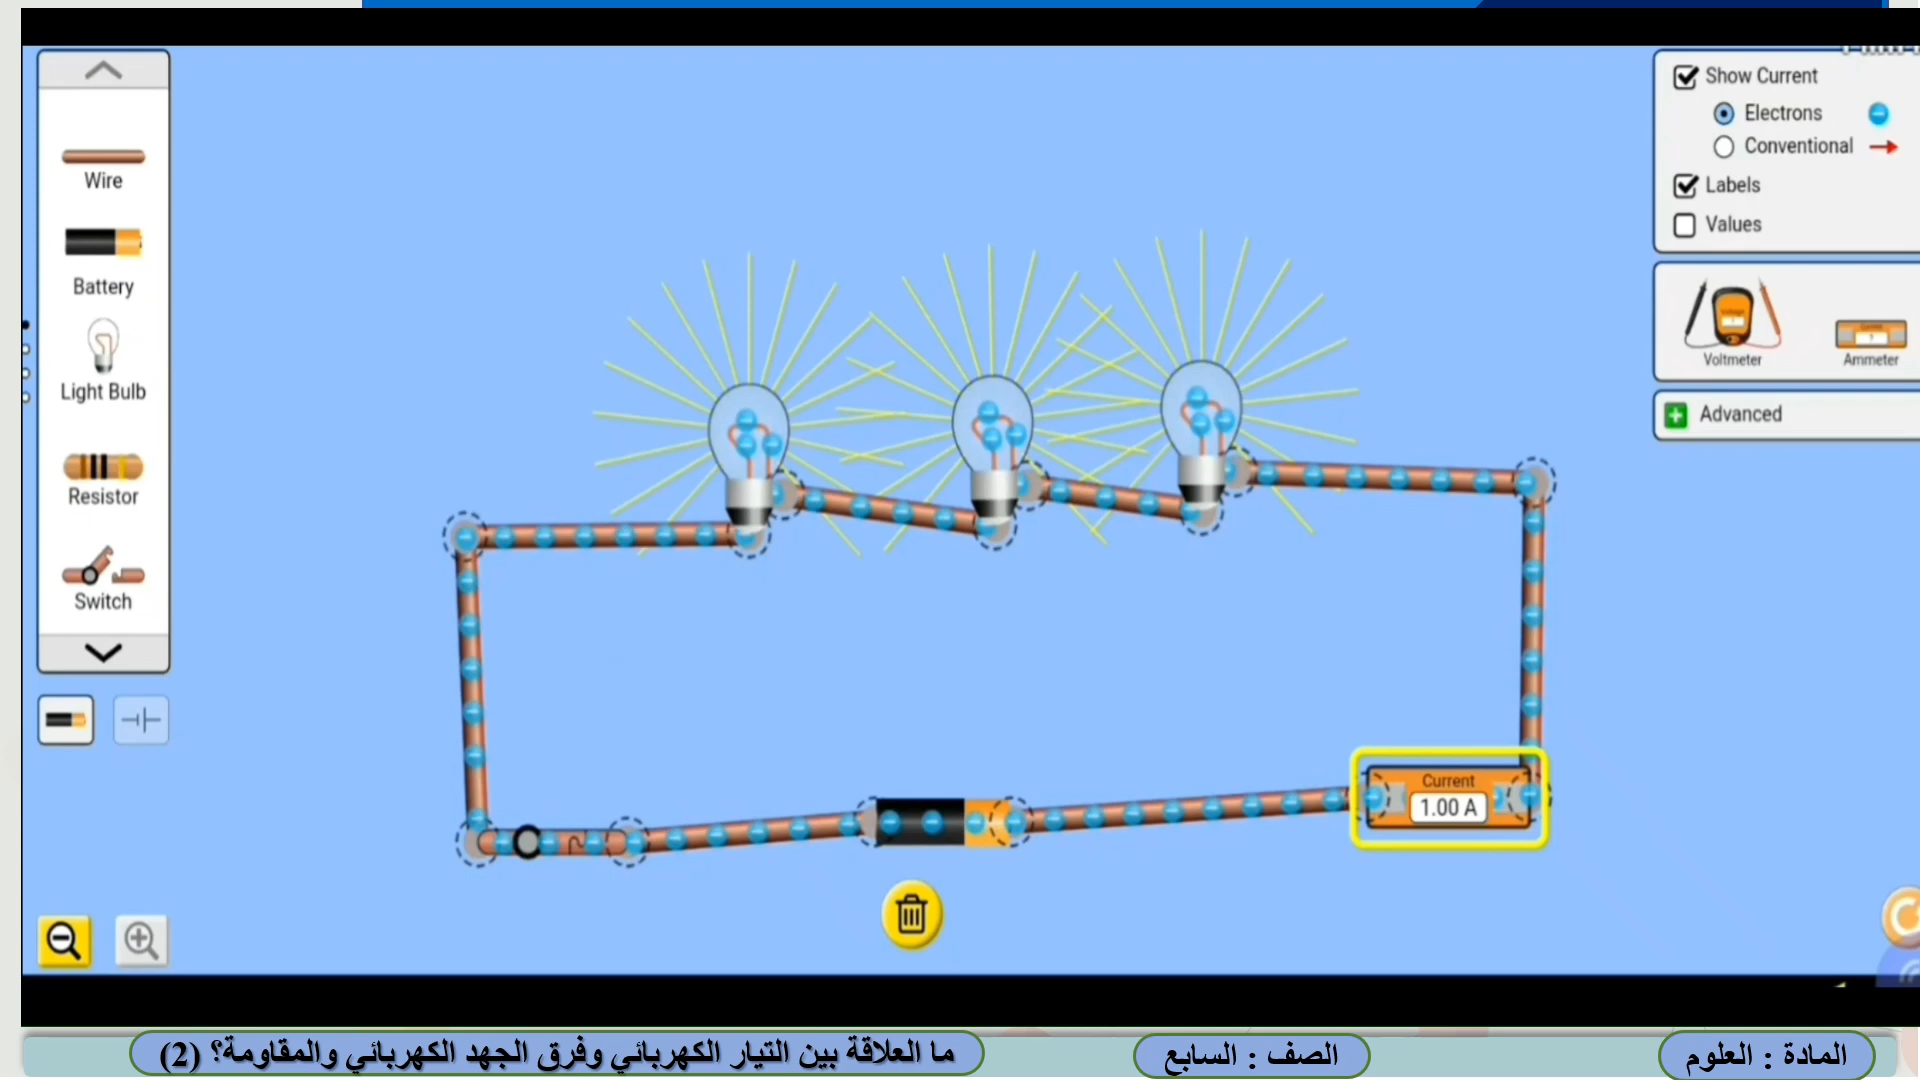 Wire
Battery
Light Bulb
Resistor
Switch
Show Current
Electrons
Conventional
Labels
Values
Voltmeter
Ammeter
Advanced
Current
1.00 A
المادة : العلوم
الصف : السابع
ما العلاقة بين التيار الكهربائي وفرق الجهد الكهربائي والمقاومة؟ (2)